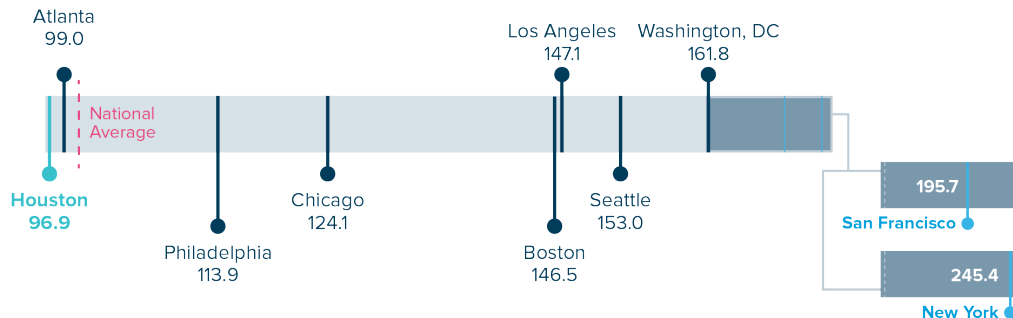 Atlanta
99.0
Los Angeles
147.1
Washington, DC
161.8
National
Average
195.7
San Francisco
Houston
96.9
Chicago
124.1
Seattle
153.0
Philadelphia
113.9
Boston
146.5
245.4
New York